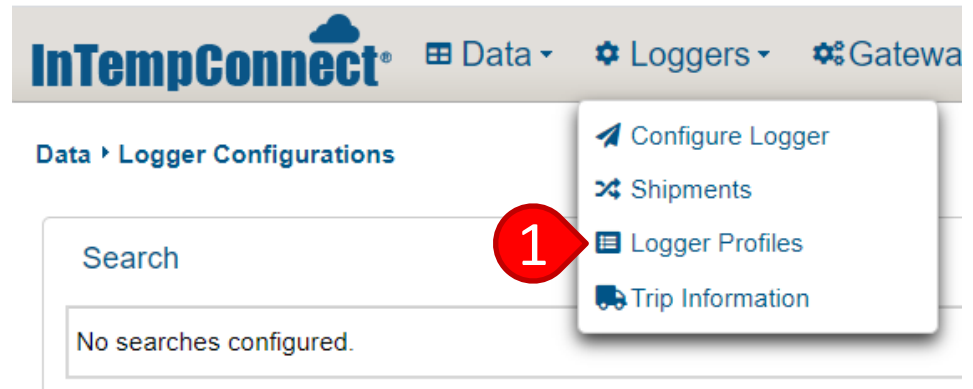 InTempConnect® Data Loggers Gatewa
Configure Logger
Data Logger Configurations
Shipments
1 Logger Profiles
Search
Trip Information
No searches configured.